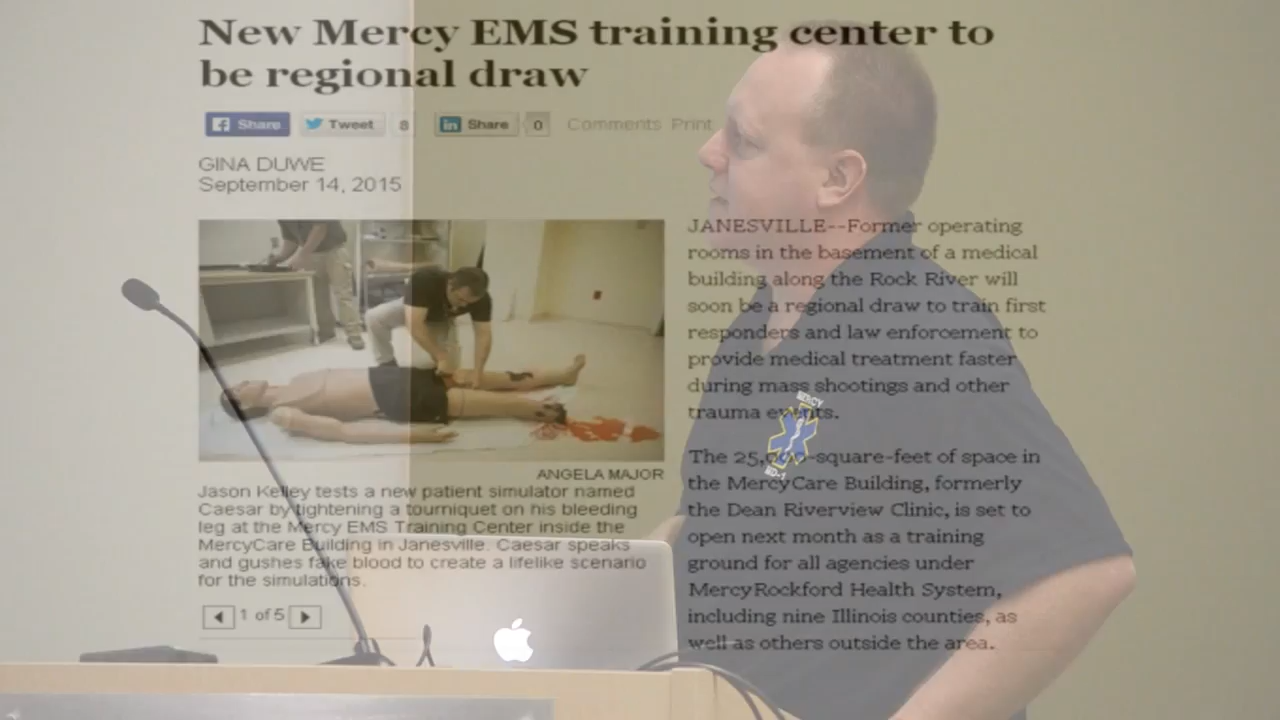 New Mercy EMS training center to
be regional draw
Share Tweet 8 Share 0 Comments Print
GINA DUWE
September 14, 2015
ANGELA MAJOR
Jason Kelley tests a new patient simulator named
Caesar by tightening a tourniquet on his bleeding
leg at the Mercy EMS Training Center inside the
MercyCare Building in Janesville. Caesar speaks
and gushes fake blood to create a lifelike scenario
for the simulations.
1 of 5
JANESVILLE--Former operating
rooms in the basement of a medical
building along the Rock River will
soon be a regional draw to train first
responders and law enforcement to
provide medical treatment faster
during mass shootings and other
trauma events.
The 25,000-square-feet of space in
the MercyCare Building, formerly
the Dean Riverview Clinic, is set to
open next month as a training
ground for all agencies under
MercyRockford Health System,
including nine Illinois counties, as
well as others outside the area.
MERCY
MD-1